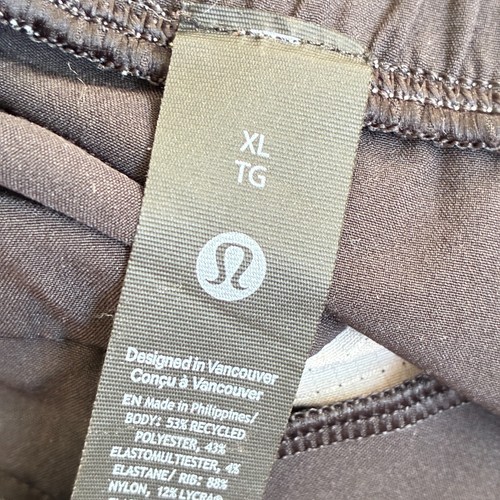 XL
TG
Designed in Vancouver
Conçu à Vancouver
EN Made in Philippines/
BODY: 53% RECYCLED
POLYESTER, 43%
ELASTOMULTIESTER, 4%
ELASTANE/ RIB: 88%
NYLON, 12% LYCRA®